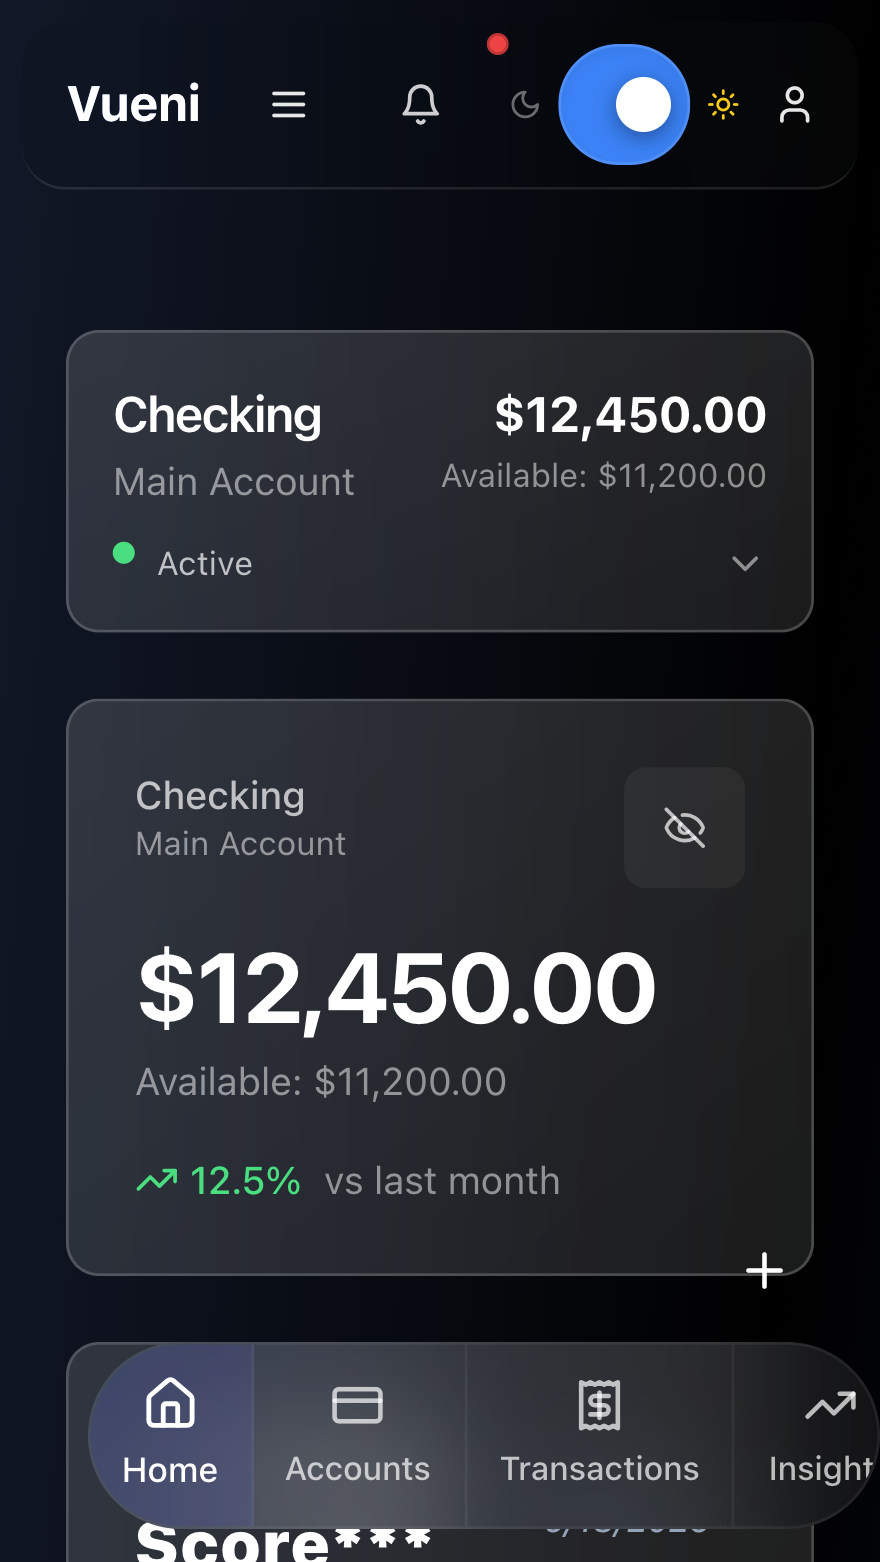 Vueni
Checking
$12,450.00
Main Account
Available: $11,200.00
Active
Checking
Main Account
$12,450.00
Available: $11,200.00
12.5% vs last month
Home
Accounts
Transactions
Insight
Score***